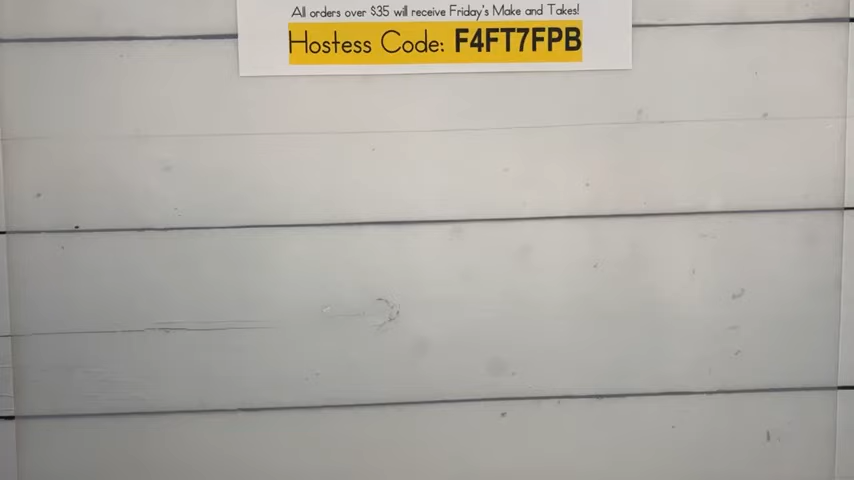 All orders over $35 will receive Friday's Make and Takes!
Hostess Code: F4FT7FPB